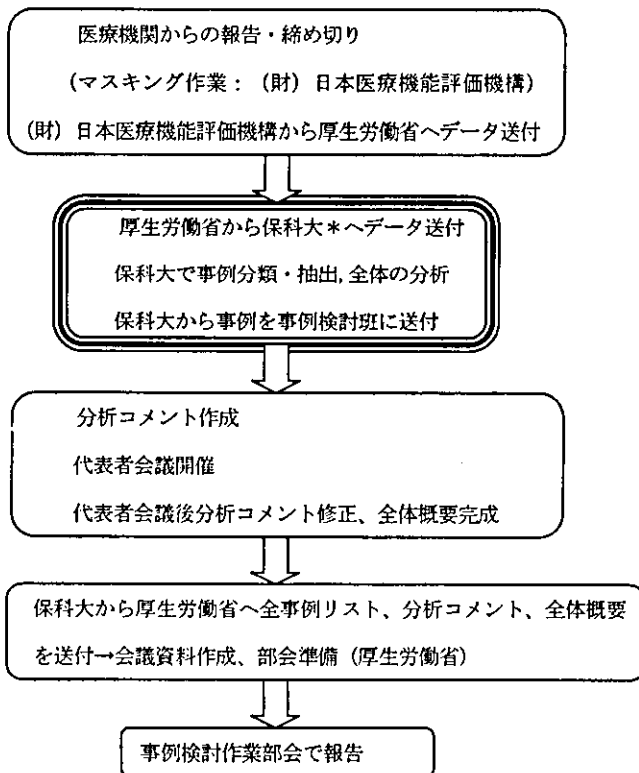 医療機関からの報告・締め切り
(マスキング作業：(財)日本医療機能評価機構)
(財)日本医療機能評価機構から厚生労働省へデータ送付
厚生労働省から保科大＊へデータ送付
保科大で事例分類・抽出,全体の分析
保科大から事例を事例検討班に送付
分析コメント作成
代表者会議開催
代表者会議後分析コメント修正、全体概要完成
保科大から厚生労働省へ全事例リスト、分析コメント、全体概要
を送付→会議資料作成、部会準備（厚生労働省）
事例検討作業部会で報告